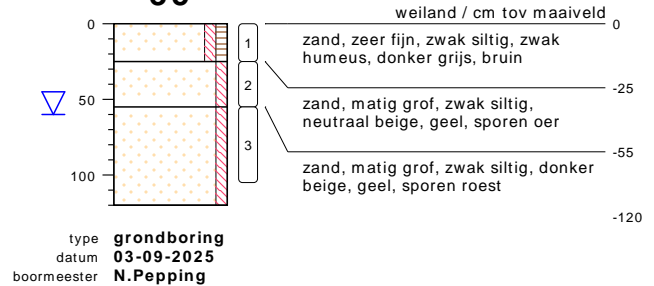 weiland / cm tov maaiveld
0
0
1
zand, zeer fijn, zwak siltig, zwak
humeus, donker grijs, bruin
-25
2
50
zand, matig grof, zwak siltig,
neutraal beige, geel, sporen oer
-55
3
100
zand, matig grof, zwak siltig, donker
beige, geel, sporen roest
-120
type grondboring
datum 03-09-2025
boormeester N.Pepping